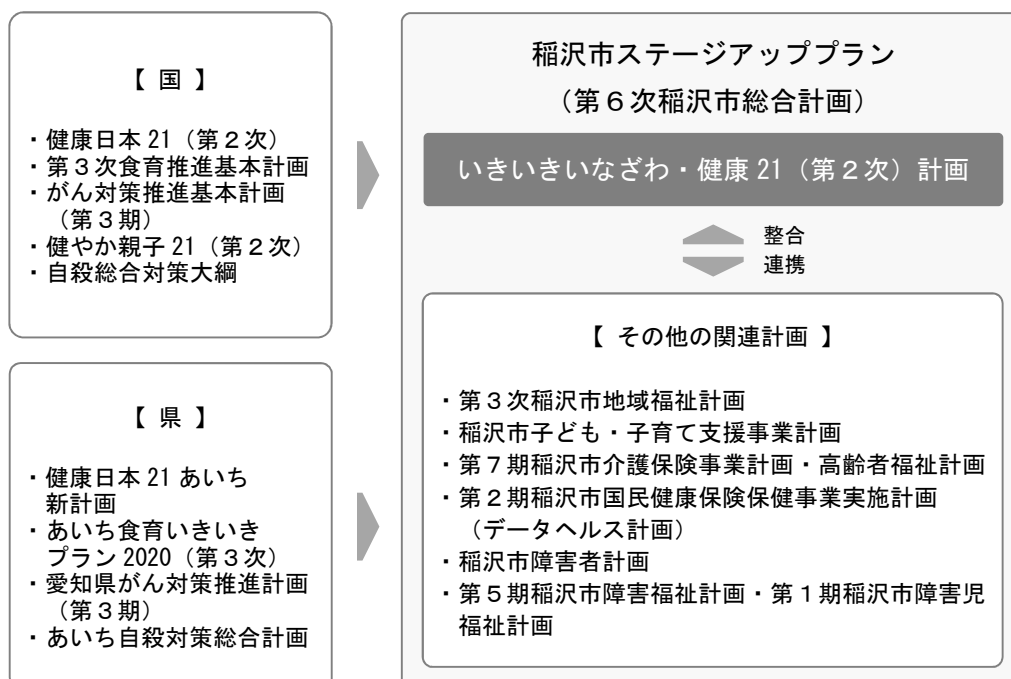 【 国 】
・健康日本 21（第２次）
・第３次食育推進基本計画
・がん対策推進基本計画
（第３期）
・健やか親子 21（第２次）
・自殺総合対策大綱
【 県 】
・健康日本 21 あいち
新計画
・あいち食育いきいき
プラン 2020（第３次）
・愛知県がん対策推進計画
（第３期）
・あいち自殺対策総合計画
稲沢市ステージアッププラン
（第６次稲沢市総合計画）
いきいきいなざわ・健康 21（第２次）計画
整合
連携
【 その他の関連計画 】
・第３次稲沢市地域福祉計画
・稲沢市子ども・子育て支援事業計画
・第７期稲沢市介護保険事業計画・高齢者福祉計画
・第２期稲沢市国民健康保険保健事業実施計画
（データヘルス計画）
・稲沢市障害者計画
・第５期稲沢市障害福祉計画・第１期稲沢市障害児
福祉計画